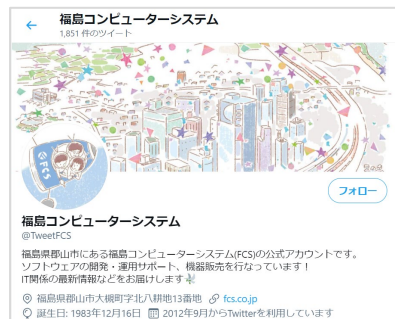 福島コンピューターシステム
1,851 件のツイート
FCS
フォロー
福島コンピューターシステム
@TweetFCS
福島県郡山市にある福島コンピューターシステム(FCS)の公式アカウントです。
ソフトウェアの開発・運用サポート、機器販売を行なっています！
IT関係の最新情報などをお届けします
福島県郡山市大槻町字北八耕地13番地 fcs.co.jp
誕生日: 1983年12月16日 2012年9月からTwitterを利用しています